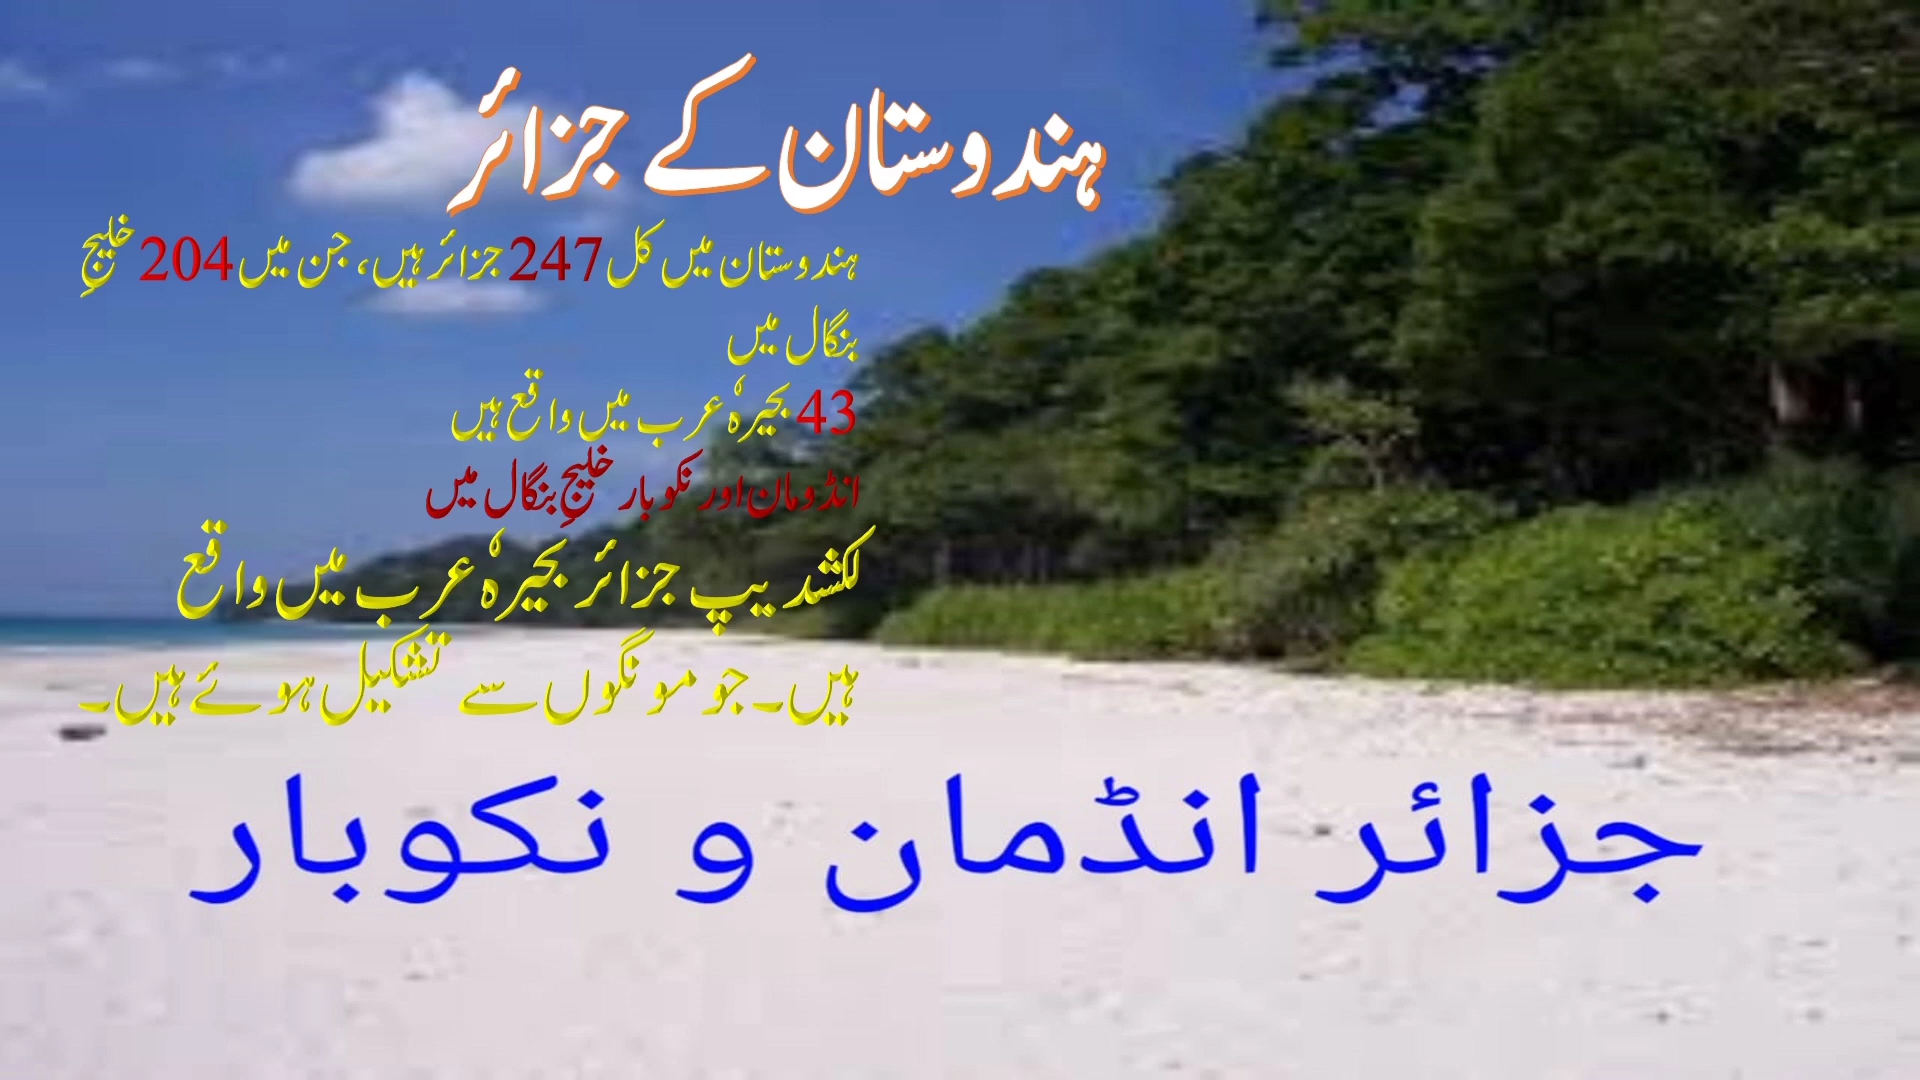 ہندوستان کے جزائر
ہندوستان میں کل 247 جزائر ہیں، جن میں 204 خلیجِ
بنگال میں
43 بحیرہٗ عرب میں واقع ہیں
انڈومان اور نکوبار خلیجِ بنگال میں
لکشدیپ جزائر بحیرہٗ عرب میں واقع
ہیں۔ جو مونگوں سے تشکیل ہوئے ہیں۔
جزائر انڈمان و نکوبار